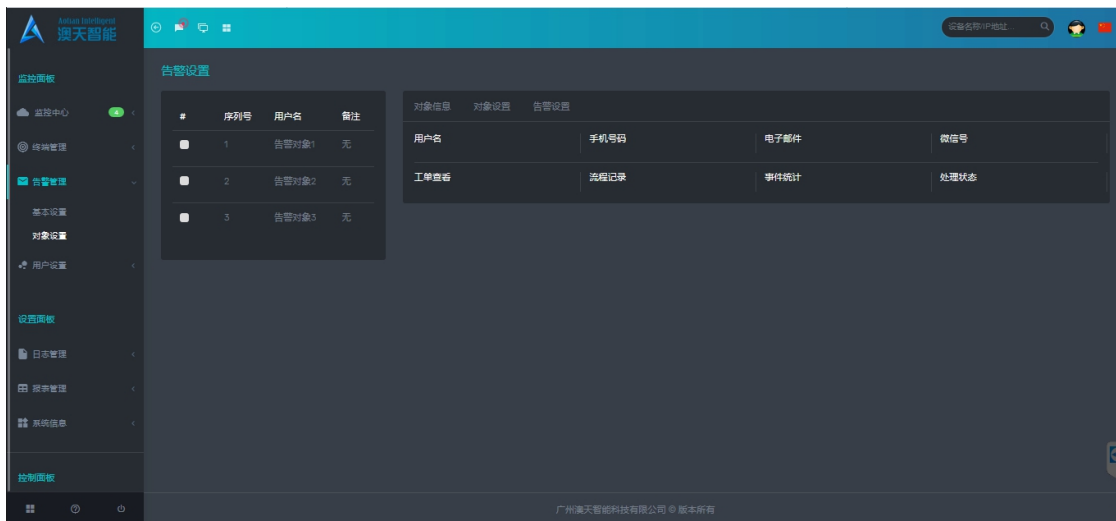 Aotian Intelligent
澳天智能
设备名称\IP地址...
监控面板
监控中心
4
终端管理
告警管理
基本设置
对象设置
用户设置
设置面板
日志管理
报表管理
系统信息
控制面板
告警设置
# 序列号 用户名 备注
1 告警对象1 无
2 告警对象2 无
3 告警对象3 无
对象信息 对象设置 告警设置
用户名 手机号码 电子邮件 微信号
工单查看 流程记录 事件统计 处理状态
广州澳天智能科技有限公司 © 版本所有